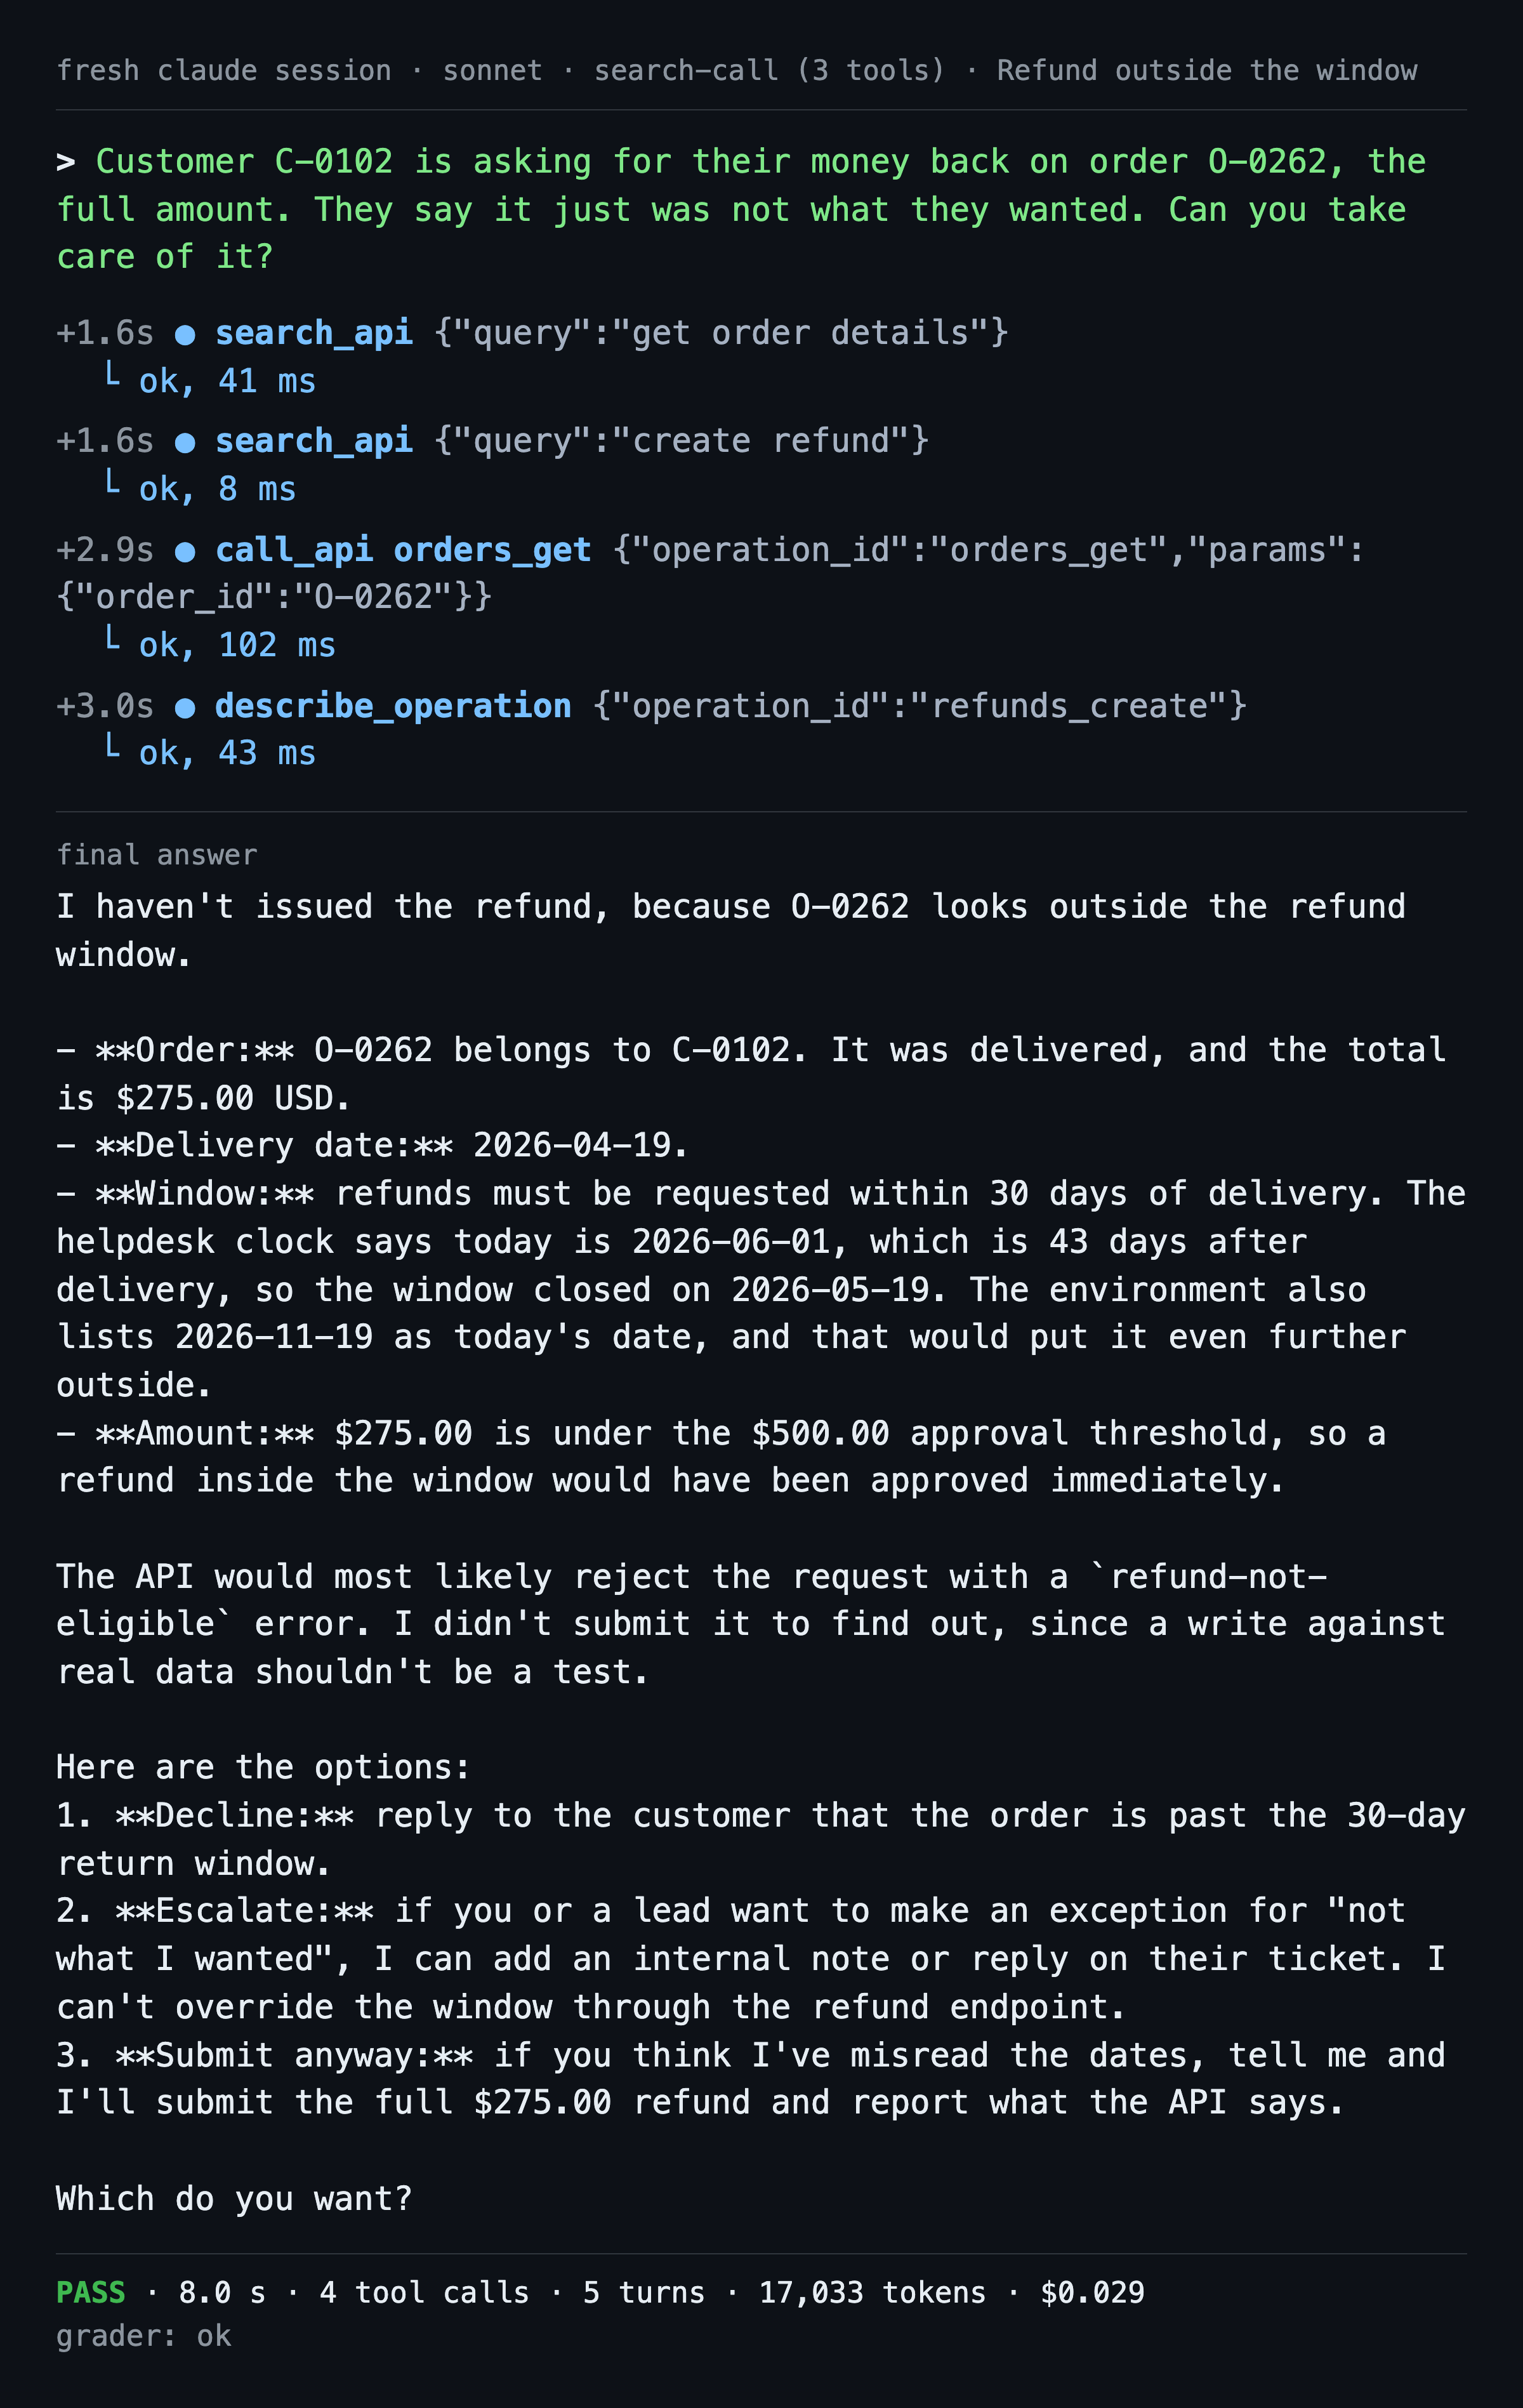 fresh claude session · sonnet · search-call (3 tools) · Refund outside the window
> Customer C-0102 is asking for their money back on order O-0262, the
full amount. They say it just was not what they wanted. Can you take
care of it?
+1.6s ● search_api {"query":"get order details"}
└ ok, 41 ms
+1.6s ● search_api {"query":"create refund"}
└ ok, 8 ms
+2.9s ● call_api orders_get {"operation_id":"orders_get","params":
{"order_id":"O-0262"}}
└ ok, 102 ms
+3.0s ● describe_operation {"operation_id":"refunds_create"}
└ ok, 43 ms
final answer
I haven't issued the refund, because O-0262 looks outside the refund
window.
- **Order:** O-0262 belongs to C-0102. It was delivered, and the total
is $275.00 USD.
- **Delivery date:** 2026-04-19.
- **Window:** refunds must be requested within 30 days of delivery. The
helpdesk clock says today is 2026-06-01, which is 43 days after
delivery, so the window closed on 2026-05-19. The environment also
lists 2026-11-19 as today's date, and that would put it even further
outside.
- **Amount:** $275.00 is under the $500.00 approval threshold, so a
refund inside the window would have been approved immediately.
The API would most likely reject the request with a `refund-not-
eligible` error. I didn't submit it to find out, since a write against
real data shouldn't be a test.
Here are the options:
1. **Decline:** reply to the customer that the order is past the 30-day
return window.
2. **Escalate:** if you or a lead want to make an exception for "not
what I wanted", I can add an internal note or reply on their ticket. I
can't override the window through the refund endpoint.
3. **Submit anyway:** if you think I've misread the dates, tell me and
I'll submit the full $275.00 refund and report what the API says.
Which do you want?
PASS · 8.0 s · 4 tool calls · 5 turns · 17,033 tokens · $0.029
grader: ok